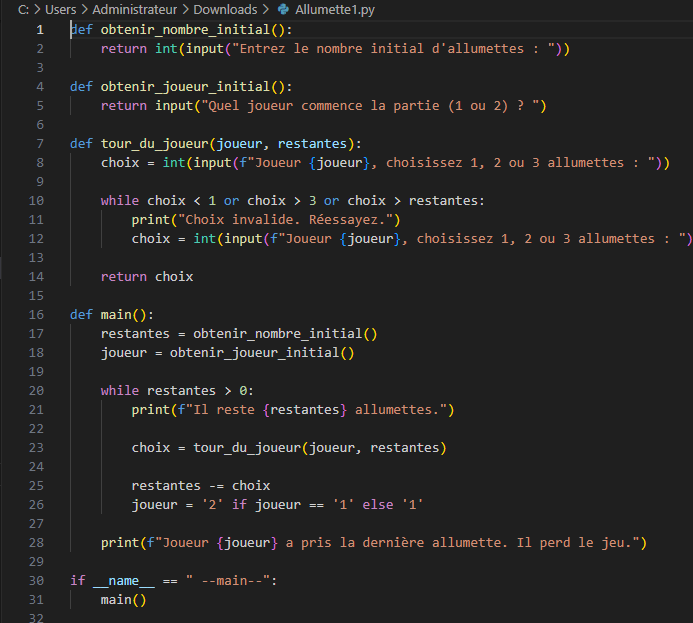 C: > Users > Administrateur > Downloads > Allumette1.py
1 def obtenir_nombre_initial():
2     return int(input("Entrez le nombre initial d'allumettes : "))
3
4 def obtenir_joueur_initial():
5     return input("Quel joueur commence la partie (1 ou 2) ? ")
6
7 def tour_du_joueur(joueur, restantes):
8     choix = int(input(f"Joueur {joueur}, choisissez 1, 2 ou 3 allumettes : "))
9
10     while choix < 1 or choix > 3 or choix > restantes:
11         print("Choix invalide. Réessayez.")
12         choix = int(input(f"Joueur {joueur}, choisissez 1, 2 ou 3 allumettes : ")
13
14     return choix
15
16 def main():
17     restantes = obtenir_nombre_initial()
18     joueur = obtenir_joueur_initial()
19
20     while restantes > 0:
21         print(f"Il reste {restantes} allumettes.")
22
23         choix = tour_du_joueur(joueur, restantes)
24
25         restantes -= choix
26         joueur = '2' if joueur == '1' else '1'
27
28     print(f"Joueur {joueur} a pris la dernière allumette. Il perd le jeu.")
29
30 if __name__ == " --main--":
31     main()
32